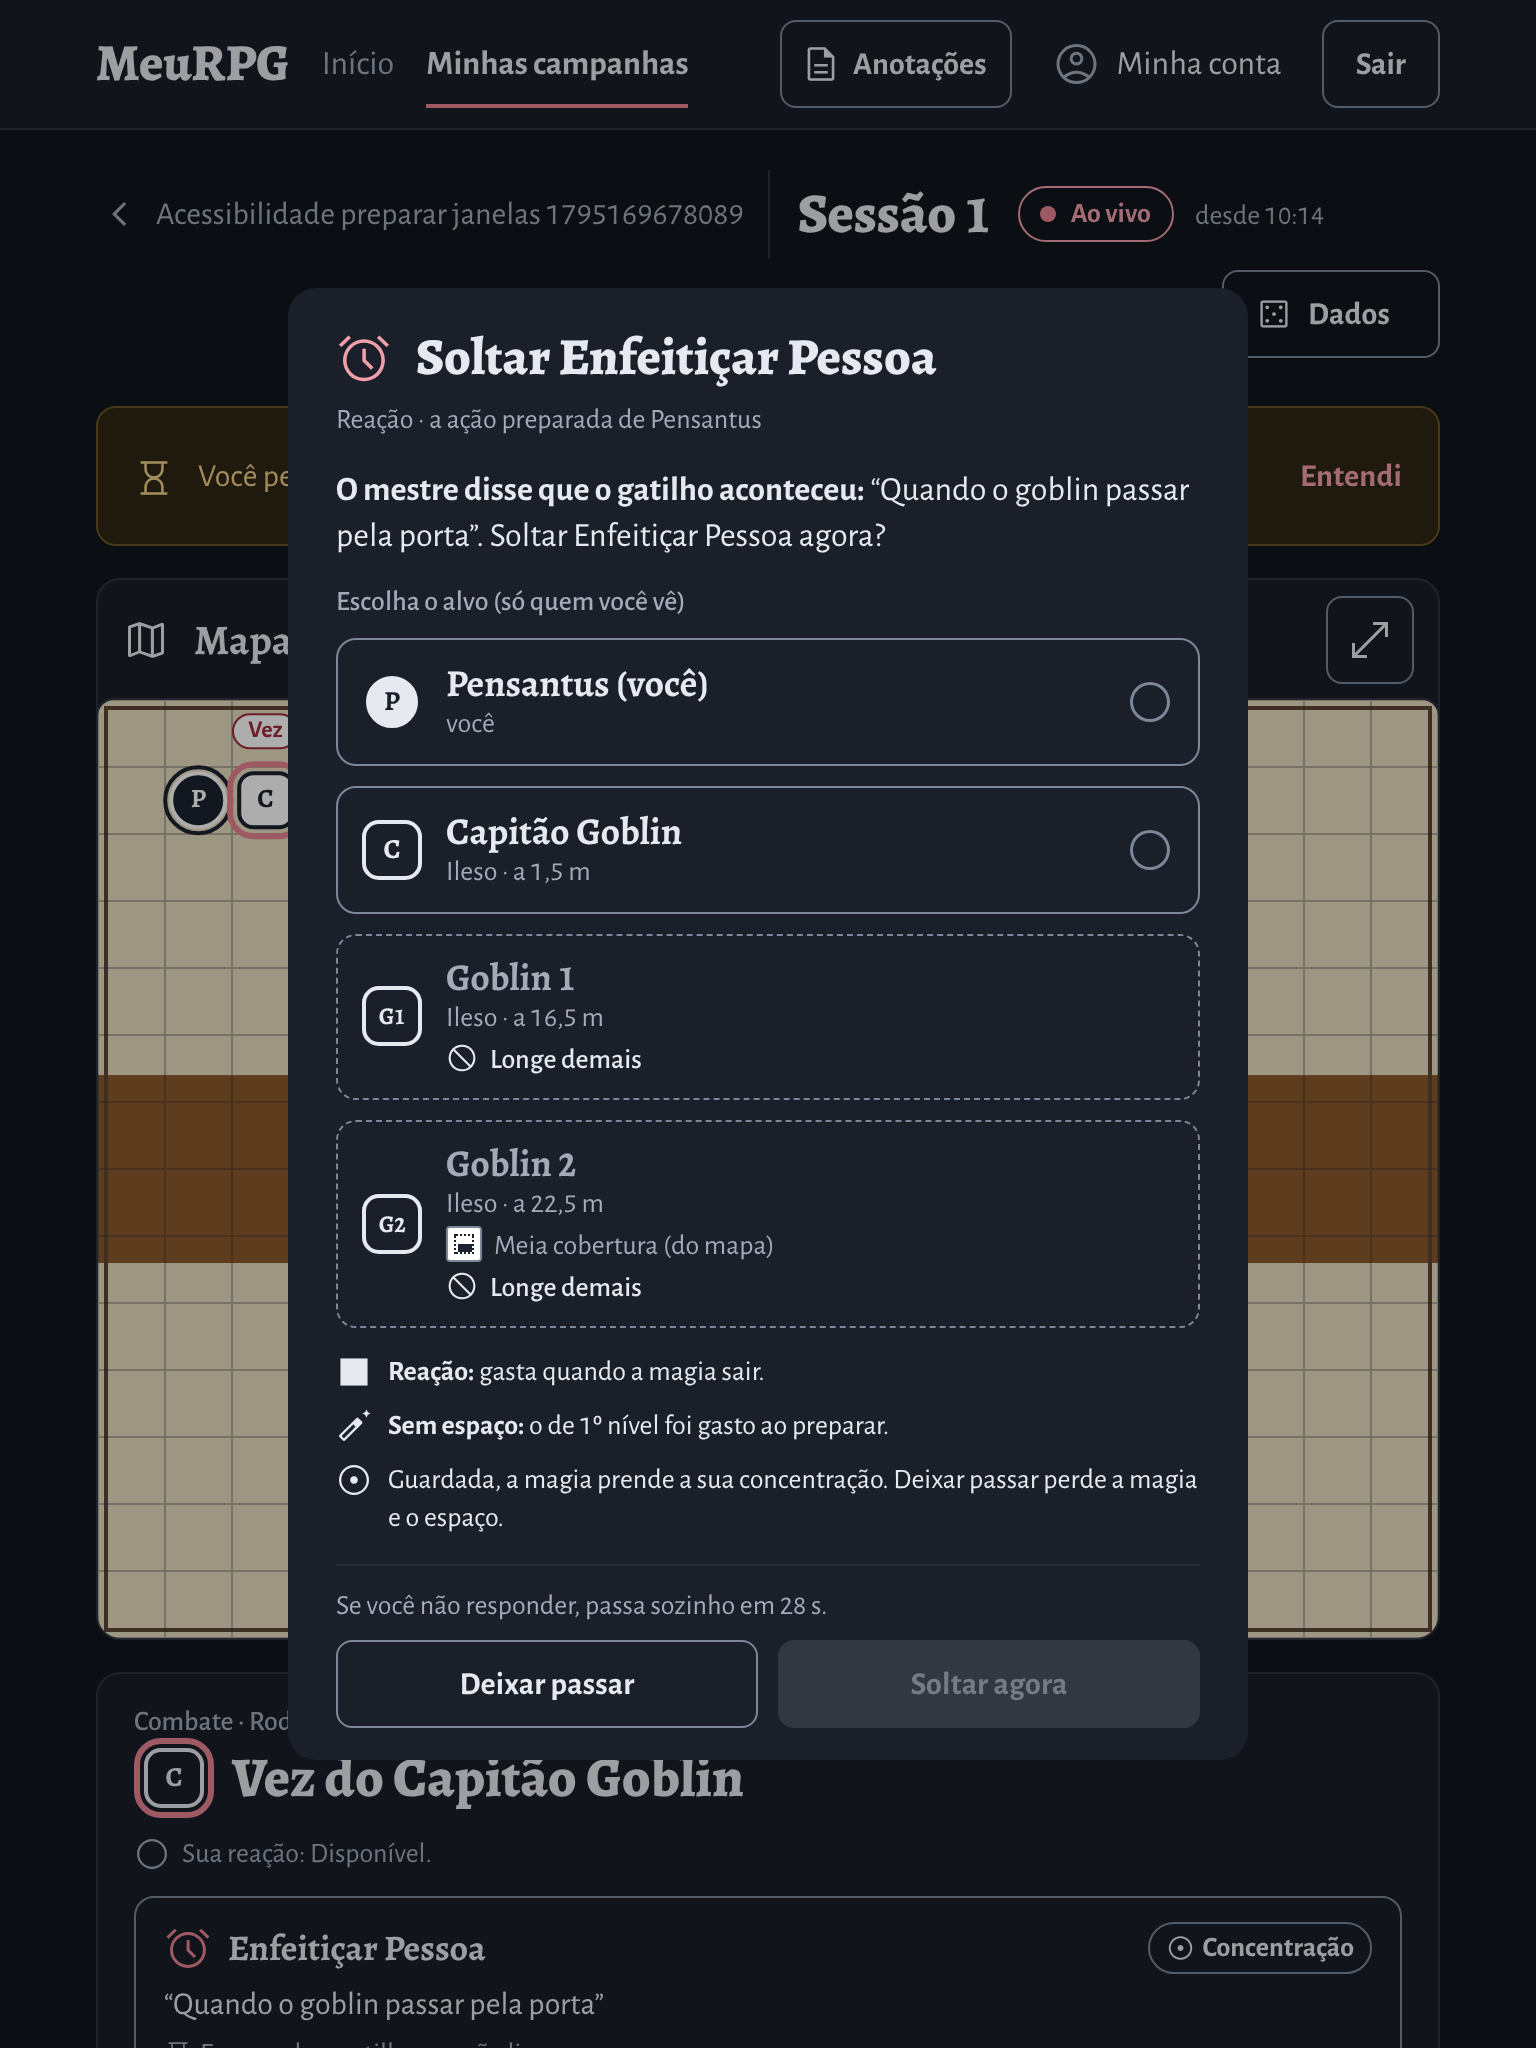 MeuRPG Início Minhas campanhas Anotações Minha conta Sair
Acessibilidade preparar janelas 1795169678089 Sessão 1 Ao vivo desde 10:14
Dados
Soltar Enfeitiçar Pessoa
Reação · a ação preparada de Pensantus
Você Entendi
O mestre disse que o gatilho aconteceu: “Quando o goblin passar
pela porta”. Soltar Enfeitiçar Pessoa agora?
Escolha o alvo (só quem você vê)
Mapa
P Pensantus (você)
você
Vez
P C
C Capitão Goblin
Ileso · a 1,5 m
G1 Goblin 1
Ileso · a 16,5 m
Longe demais
G2 Goblin 2
Ileso · a 22,5 m
Meia cobertura (do mapa)
Longe demais
Reação: gasta quando a magia sair.
Sem espaço: o de 1º nível foi gasto ao preparar.
Guardada, a magia prende a sua concentração. Deixar passar perde a magia
e o espaço.
Se você não responder, passa sozinho em 28 s.
Deixar passar Soltar agora
Combate ·
C Vez do Capitão Goblin
Sua reação: Disponível.
Enfeitiçar Pessoa Concentração
“Quando o goblin passar pela porta”